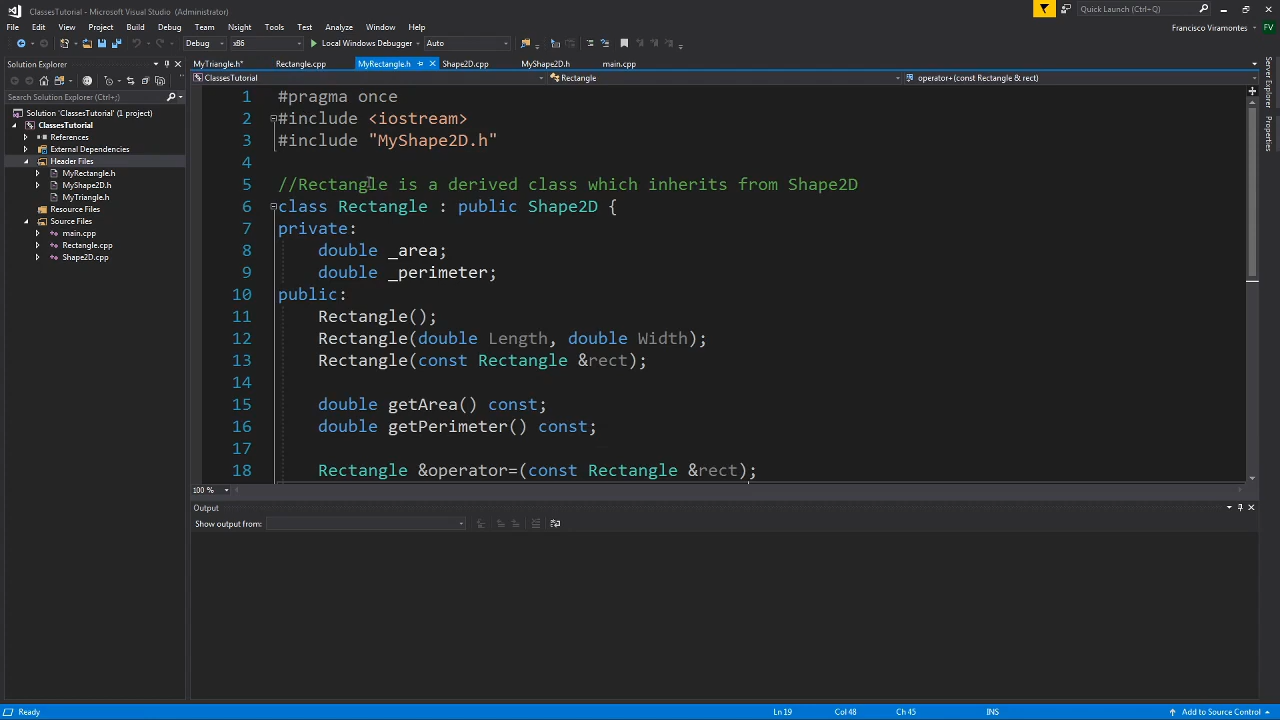 ClassesTutorial - Microsoft Visual Studio (Administrator)
Quick Launch (Ctrl+Q)
File Edit View Project Build Debug Team Nsight Tools Test Analyze Window Help
Francisco Viramontes FV
Debug x86 Local Windows Debugger Auto
Solution Explorer
MyTriangle.h* Rectangle.cpp MyRectangle.h Shape2D.cpp MyShape2D.h main.cpp
ClassesTutorial Rectangle operator+(const Rectangle & rect)
Search Solution Explorer (Ctrl+;)
Solution 'ClassesTutorial' (1 project)
ClassesTutorial
References
External Dependencies
Header Files
MyRectangle.h
MyShape2D.h
MyTriangle.h
Resource Files
Source Files
main.cpp
Rectangle.cpp
Shape2D.cpp
1 #pragma once
2 #include <iostream>
3 #include "MyShape2D.h"
4
5 //Rectangle is a derived class which inherits from Shape2D
6 class Rectangle : public Shape2D {
7 private:
8 double _area;
9 double _perimeter;
10 public:
11 Rectangle();
12 Rectangle(double Length, double Width);
13 Rectangle(const Rectangle &rect);
14
15 double getArea() const;
16 double getPerimeter() const;
17
18 Rectangle &operator=(const Rectangle &rect);
100 %
Output
Show output from:
Server Explorer
Properties
Ready Ln 19 Col 48 Ch 45 INS Add to Source Control